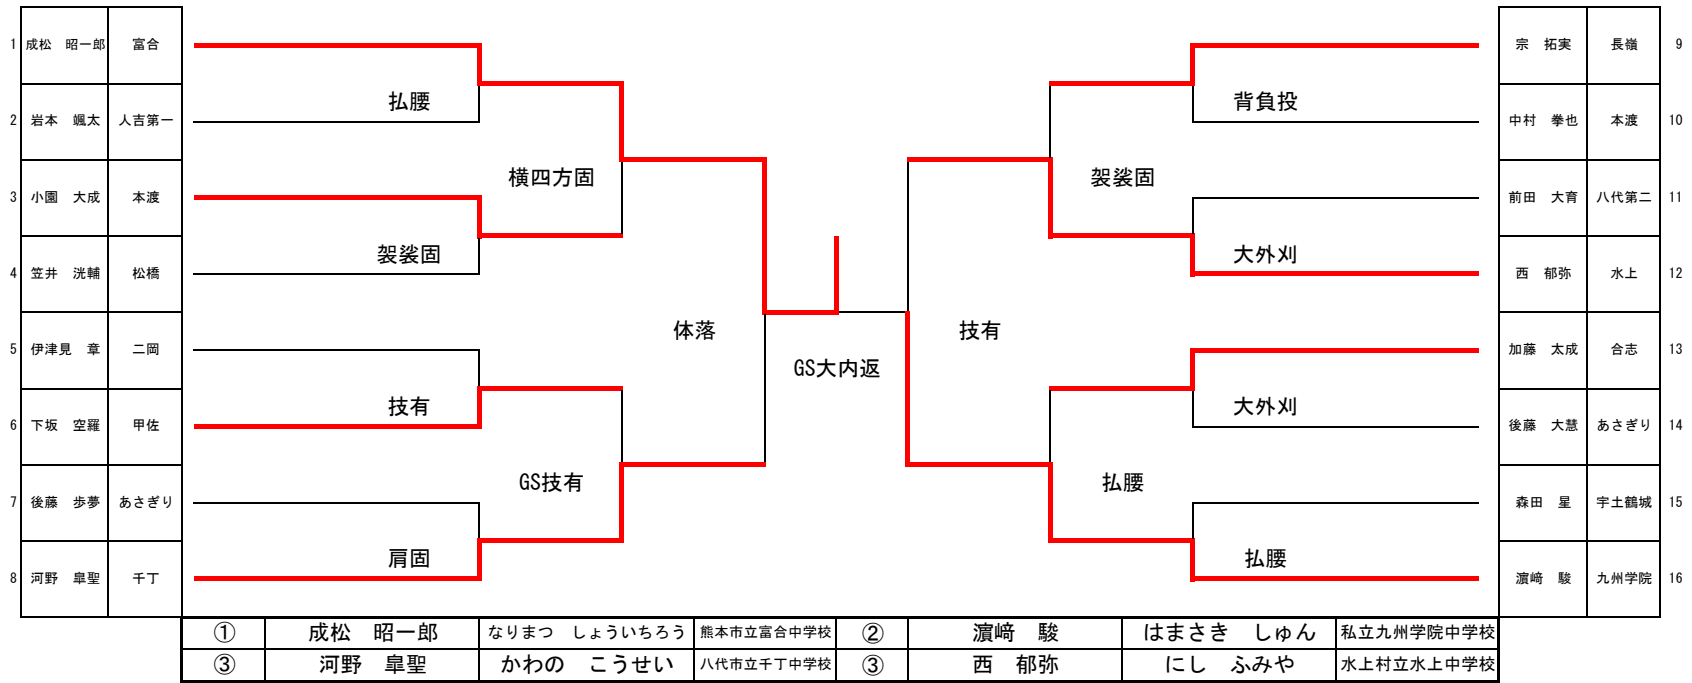 1 成松　昭一郎 富合
払腰
2 岩本　颯太 人吉第一
横四方固
3 小園　大成 本渡
袈裟固
4 笠井　洸輔 松橋
体落
5 伊津見　章 二岡
技有
6 下坂　空羅 甲佐
GS技有
7 後藤　歩夢 あさぎり
肩固
8 河野　皐聖 千丁
GS大内返
宗　拓実 長嶺 9
背負投
中村　拳也 本渡 10
袈裟固
前田　大育 八代第二 11
大外刈
西　郁弥 水上 12
技有
加藤　太成 合志 13
大外刈
後藤　大慧 あさぎり 14
払腰
森田　星 宇土鶴城 15
払腰
濵﨑　駿 九州学院 16
① 成松　昭一郎 なりまつ　しょういちろう 熊本市立富合中学校 ② 濵﨑　駿 はまさき　しゅん 私立九州学院中学校
③ 河野　皐聖 かわの　こうせい 八代市立千丁中学校 ③ 西　郁弥 にし　ふみや 水上村立水上中学校